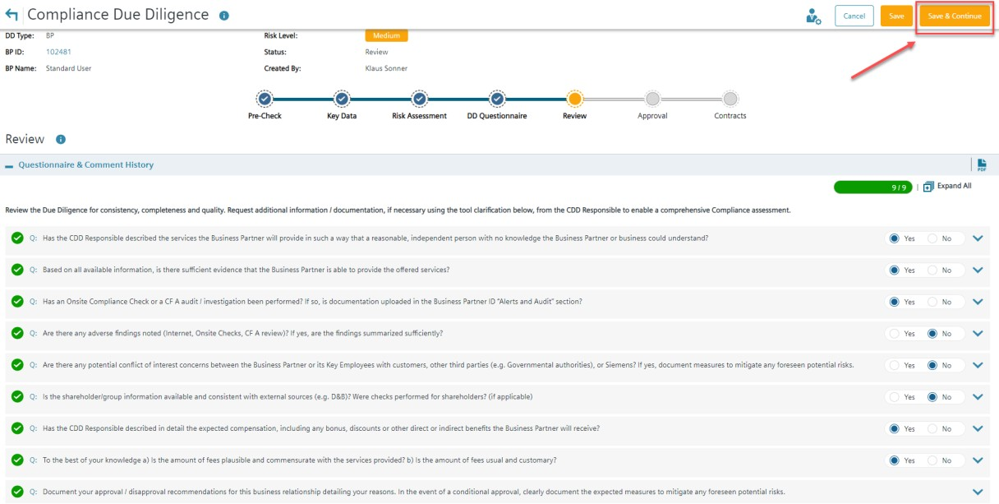 Compliance Due Diligence
Cancel
Save
Save & Continue
DD Type: BP
Risk Level: Medium
BP ID: 102481
Status: Review
BP Name: Standard User
Created By: Klaus Sonner
Pre-Check
Key Data
Risk Assessment
DD Questionnaire
Review
Approval
Contracts
Review
Questionnaire & Comment History
PDF
9 / 9
Expand All
Review the Due Diligence for consistency, completeness and quality. Request additional information / documentation, if necessary using the tool clarification below, from the CDD Responsible to enable a comprehensive Compliance assessment.
Q: Has the CDD Responsible described the services the Business Partner will provide in such a way that a reasonable, independent person with no knowledge the Business Partner or business could understand? Yes No
Q: Based on all available information, is there sufficient evidence that the Business Partner is able to provide the offered services? Yes No
Q: Has an Onsite Compliance Check or a CF A audit / investigation been performed? If so, is documentation uploaded in the Business Partner ID "Alerts and Audit" section? Yes No
Q: Are there any adverse findings noted (Internet, Onsite Checks, CF A review)? If yes, are the findings summarized sufficiently? Yes No
Q: Are there any potential conflict of interest concerns between the Business Partner or its Key Employees with customers, other third parties (e.g. Governmental authorities), or Siemens? If yes, document measures to mitigate any foreseen potential risks. Yes No
Q: Is the shareholder/group information available and consistent with external sources (e.g. D&B)? Were checks performed for shareholders? (if applicable) Yes No
Q: Has the CDD Responsible described in detail the expected compensation, including any bonus, discounts or other direct or indirect benefits the Business Partner will receive? Yes No
Q: To the best of your knowledge a) Is the amount of fees plausible and commensurate with the services provided? b) Is the amount of fees usual and customary? Yes No
Q: Document your approval / disapproval recommendations for this business relationship detailing your reasons. In the event of a conditional approval, clearly document the expected measures to mitigate any foreseen potential risks.